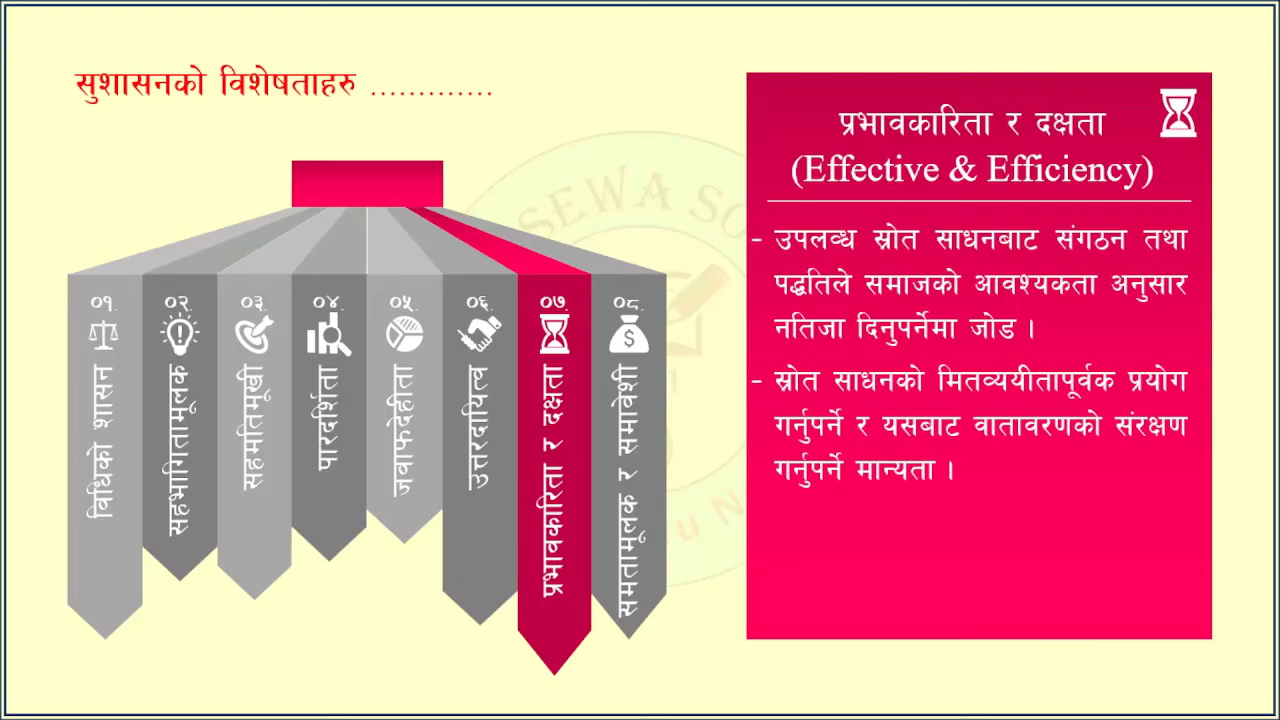 सुशासनको विशेषताहरु .............
०१.
विधिको शासन
०२.
सहभागितामूलक
०३.
सहमतिमूखी
०४.
पारदर्शिता
०५.
जवाफदेहीता
०६.
उत्तरदायित्व
०७.
प्रभावकारिता र दक्षता
०८.
समतामूलक र समावेशी
प्रभावकारिता र दक्षता
(Effective & Efficiency)
- उपलव्ध स्रोत साधनबाट संगठन तथा
पद्धतिले समाजको आवश्यकता अनुसार
नतिजा दिनुपर्नेमा जोड ।
- स्रोत साधनको मितव्ययीतापूर्वक प्रयोग
गर्नुपर्ने र यसबाट वातावरणको संरक्षण
गर्नुपर्ने मान्यता ।
SEWA